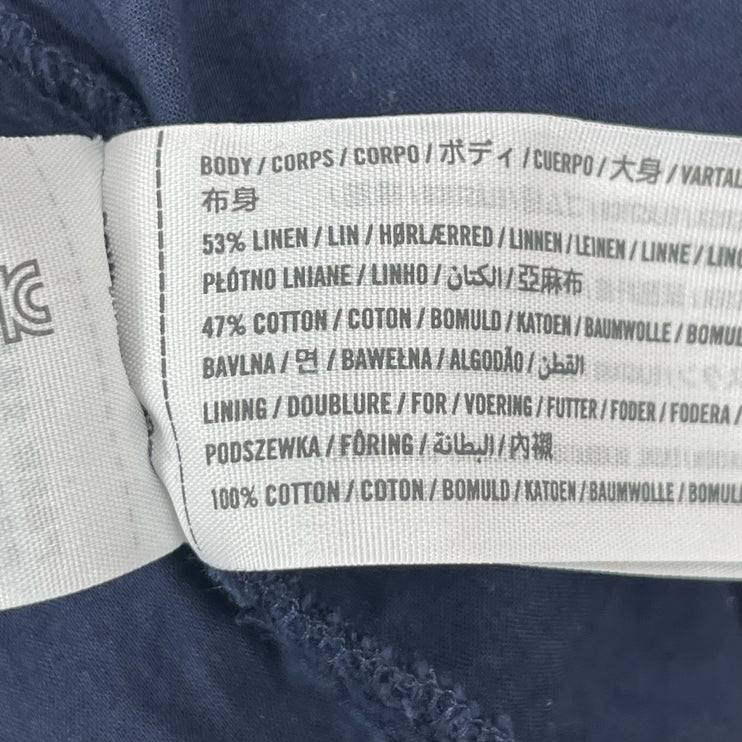 BODY / CORPS / CORPO / ボディ / CUERPO / 大身 / VARTAL
布身
53% LINEN / LIN / HØRLÆRRED / LINNEN / LEINEN / LINNE / LINO
PŁÓTNO LNIANE / LINHO / الكتان / 亞麻布
47% COTTON / COTON / BOMULD / KATOEN / BAUMWOLLE / BOMUL
BAVLNA / 면 / BAWEŁNA / ALGODÃO / القطن
LINING / DOUBLURE / FOR / VOERING / FUTTER / FODER / FODERA /
PODSZEWKA / FÔRING / البطانة / 內襯
100% COTTON / COTON / BOMULD / KATOEN / BAUMWOLLE / BOMULL